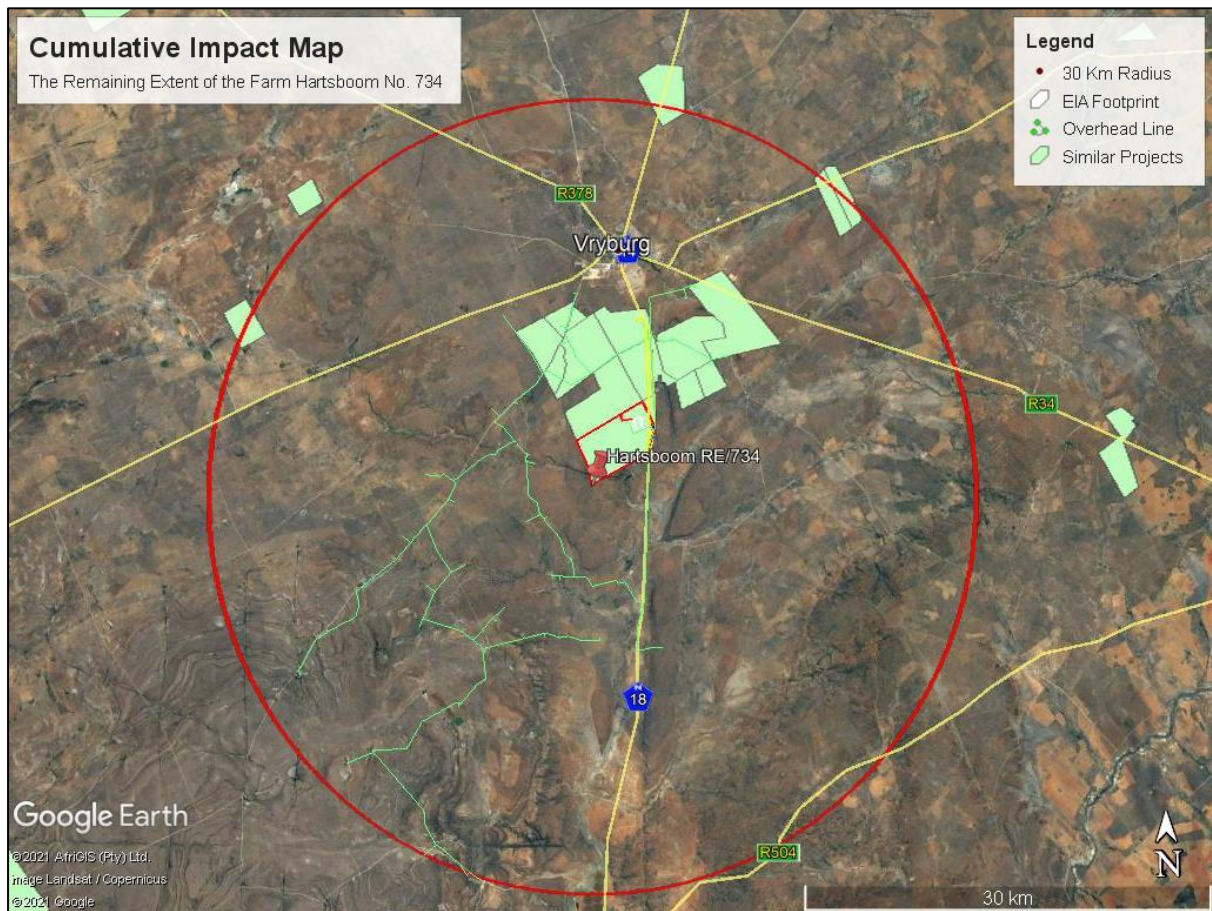 Cumulative Impact Map
The Remaining Extent of the Farm Hartsboom No. 734
Legend
30 Km Radius
EIA Footprint
Overhead Line
Similar Projects
R378
Vryburg
R34
Hartsboom RE/734
N
18
R504
Google Earth
©2021 AfriGIS (Pty) Ltd.
Image Landsat / Copernicus
©2021 Google
N
30 km